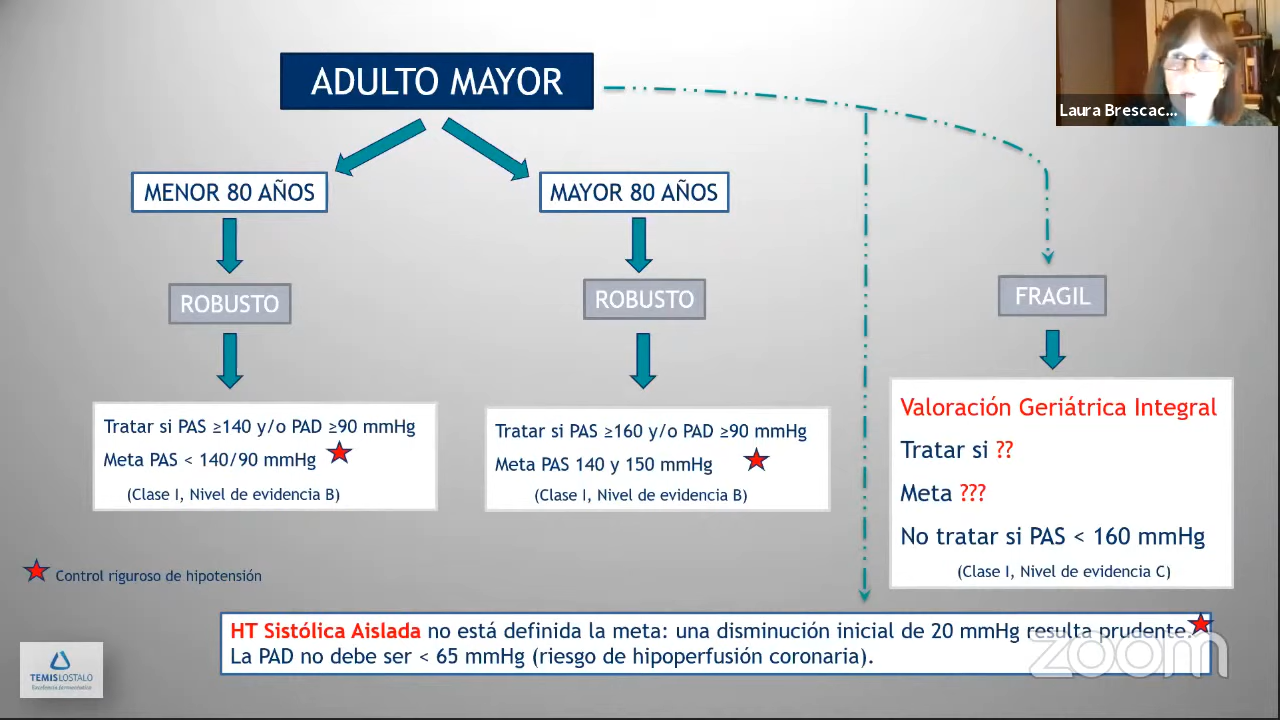 ADULTO MAYOR
Laura Brescac...
MENOR 80 AÑOS
MAYOR 80 AÑOS
ROBUSTO
ROBUSTO
FRAGIL
Tratar si PAS ≥140 y/o PAD ≥90 mmHg
Meta PAS < 140/90 mmHg
(Clase I, Nivel de evidencia B)
Tratar si PAS ≥160 y/o PAD ≥90 mmHg
Meta PAS 140 y 150 mmHg
(Clase I, Nivel de evidencia B)
Valoración Geriátrica Integral
Tratar si ??
Meta ???
No tratar si PAS < 160 mmHg
(Clase I, Nivel de evidencia C)
Control riguroso de hipotensión
HT Sistólica Aislada no está definida la meta: una disminución inicial de 20 mmHg resulta prudente.
La PAD no debe ser < 65 mmHg (riesgo de hipoperfusión coronaria).
TEMISLOSTALO
Excelencia farmacéutica
zoom